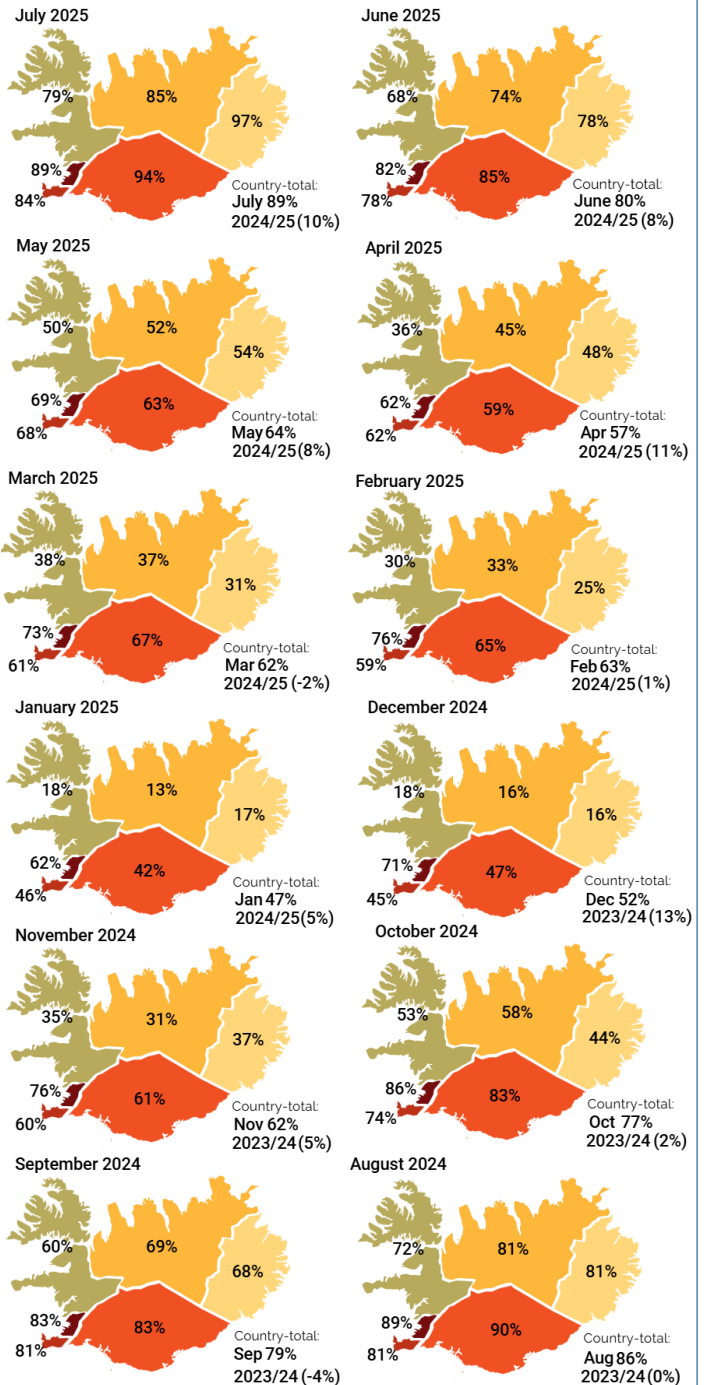 July 2025
79%
85%
97%
89%
94%
84%
Country-total:
July 89%
2024/25 (10%)
June 2025
68%
74%
78%
82%
85%
78%
Country-total:
June 80%
2024/25 (8%)
May 2025
50%
52%
54%
69%
63%
68%
Country-total:
May 64%
2024/25 (8%)
April 2025
36%
45%
48%
62%
59%
62%
Country-total:
Apr 57%
2024/25 (11%)
March 2025
38%
37%
31%
73%
67%
61%
Country-total:
Mar 62%
2024/25 (-2%)
February 2025
30%
33%
25%
76%
65%
59%
Country-total:
Feb 63%
2024/25 (1%)
January 2025
18%
13%
17%
62%
42%
46%
Country-total:
Jan 47%
2024/25 (5%)
December 2024
18%
16%
16%
71%
47%
45%
Country-total:
Dec 52%
2023/24 (13%)
November 2024
35%
31%
37%
76%
61%
60%
Country-total:
Nov 62%
2023/24 (5%)
October 2024
53%
58%
44%
86%
83%
74%
Country-total:
Oct 77%
2023/24 (2%)
September 2024
60%
69%
68%
83%
83%
81%
Country-total:
Sep 79%
2023/24 (-4%)
August 2024
72%
81%
81%
89%
90%
81%
Country-total:
Aug 86%
2023/24 (0%)